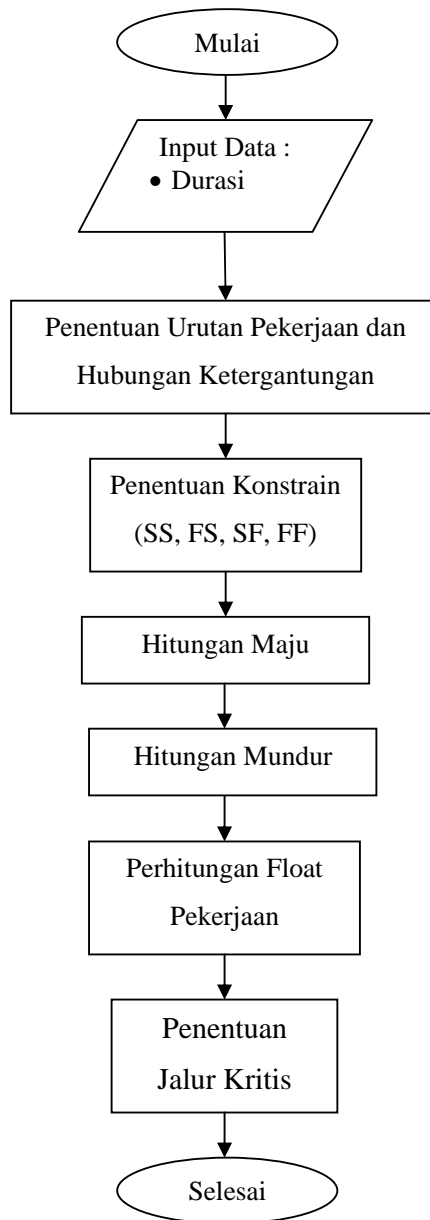 Mulai
Input Data :
• Durasi
Penentuan Urutan Pekerjaan dan
Hubungan Ketergantungan
Penentuan Konstrain
(SS, FS, SF, FF)
Hitungan Maju
Hitungan Mundur
Perhitungan Float
Pekerjaan
Penentuan
Jalur Kritis
Selesai